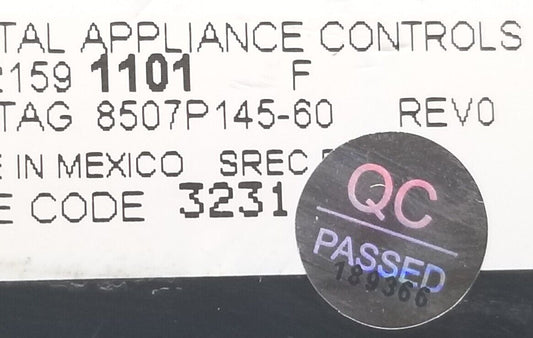 TAL APPLIANCE CONTROLS
2159 1101 F
TAG 8507P145-60 REV0
E IN MEXICO SREC
E CODE 3231
QC
PASSED
189366